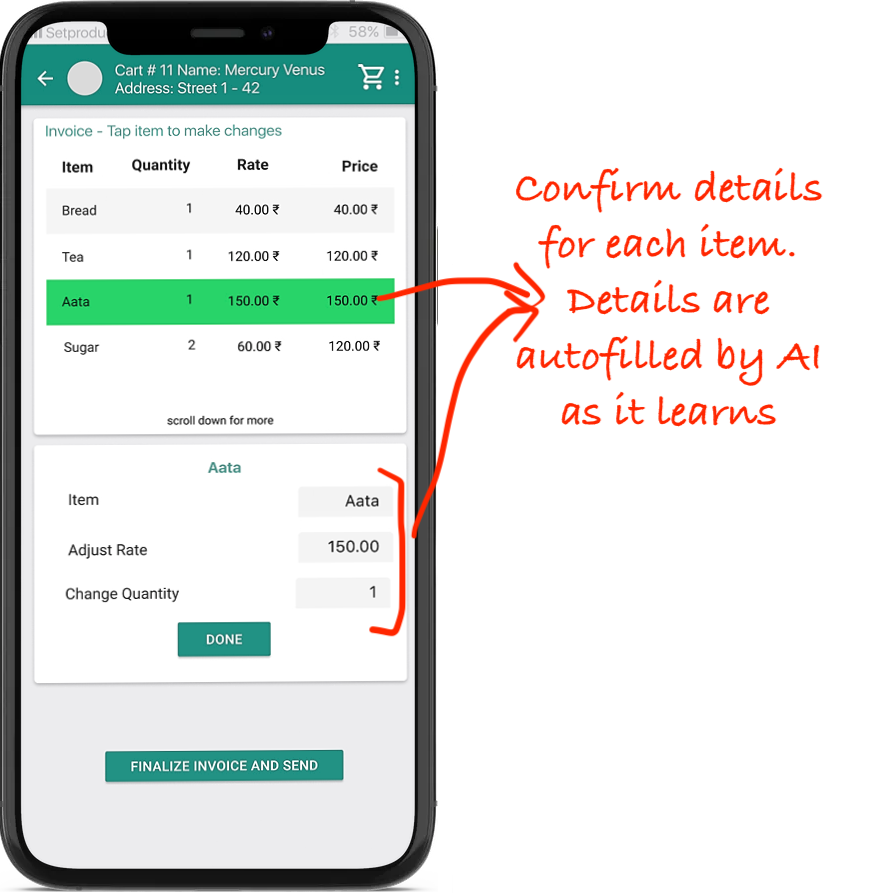 Setprodu 58%
Cart # 11 Name: Mercury Venus
Address: Street 1 - 42
Invoice - Tap item to make changes
Item Quantity Rate Price
Bread 1 40.00 ₹ 40.00 ₹
Tea 1 120.00 ₹ 120.00 ₹
Aata 1 150.00 ₹ 150.00 ₹
Sugar 2 60.00 ₹ 120.00 ₹
scroll down for more
Aata
Item Aata
Adjust Rate 150.00
Change Quantity 1
DONE
FINALIZE INVOICE AND SEND
Confirm details
for each item.
Details are
autofilled by AI
as it learns